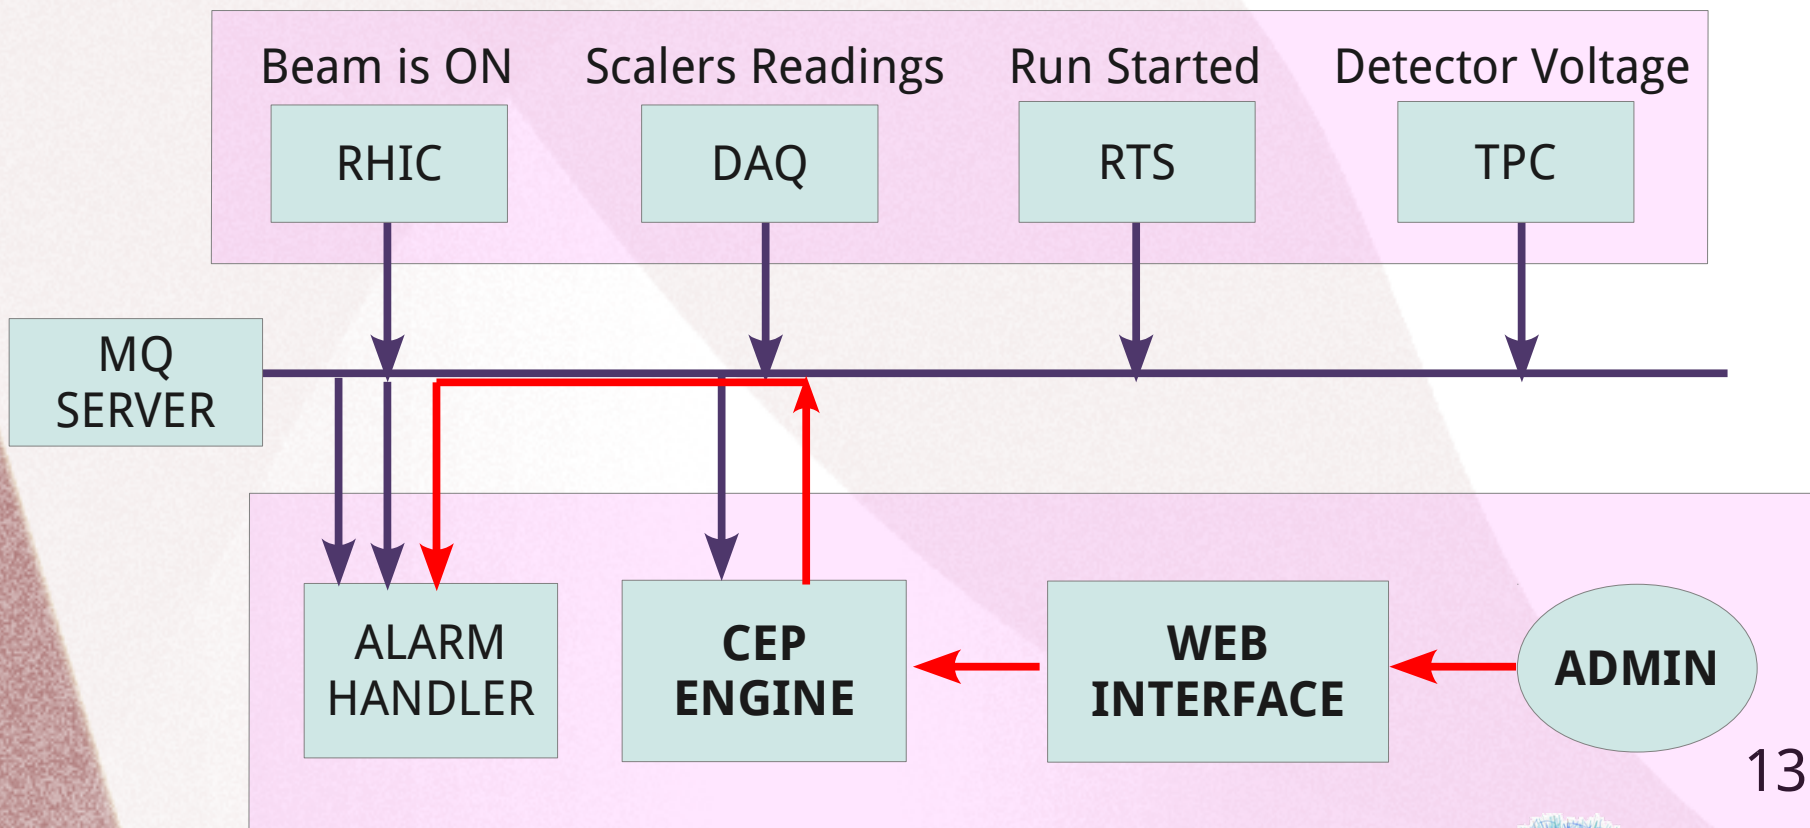 Beam is ON
Scalers Readings
Run Started
Detector Voltage
RHIC
DAQ
RTS
TPC
MQ
SERVER
ALARM
HANDLER
CEP
ENGINE
WEB
INTERFACE
ADMIN
13